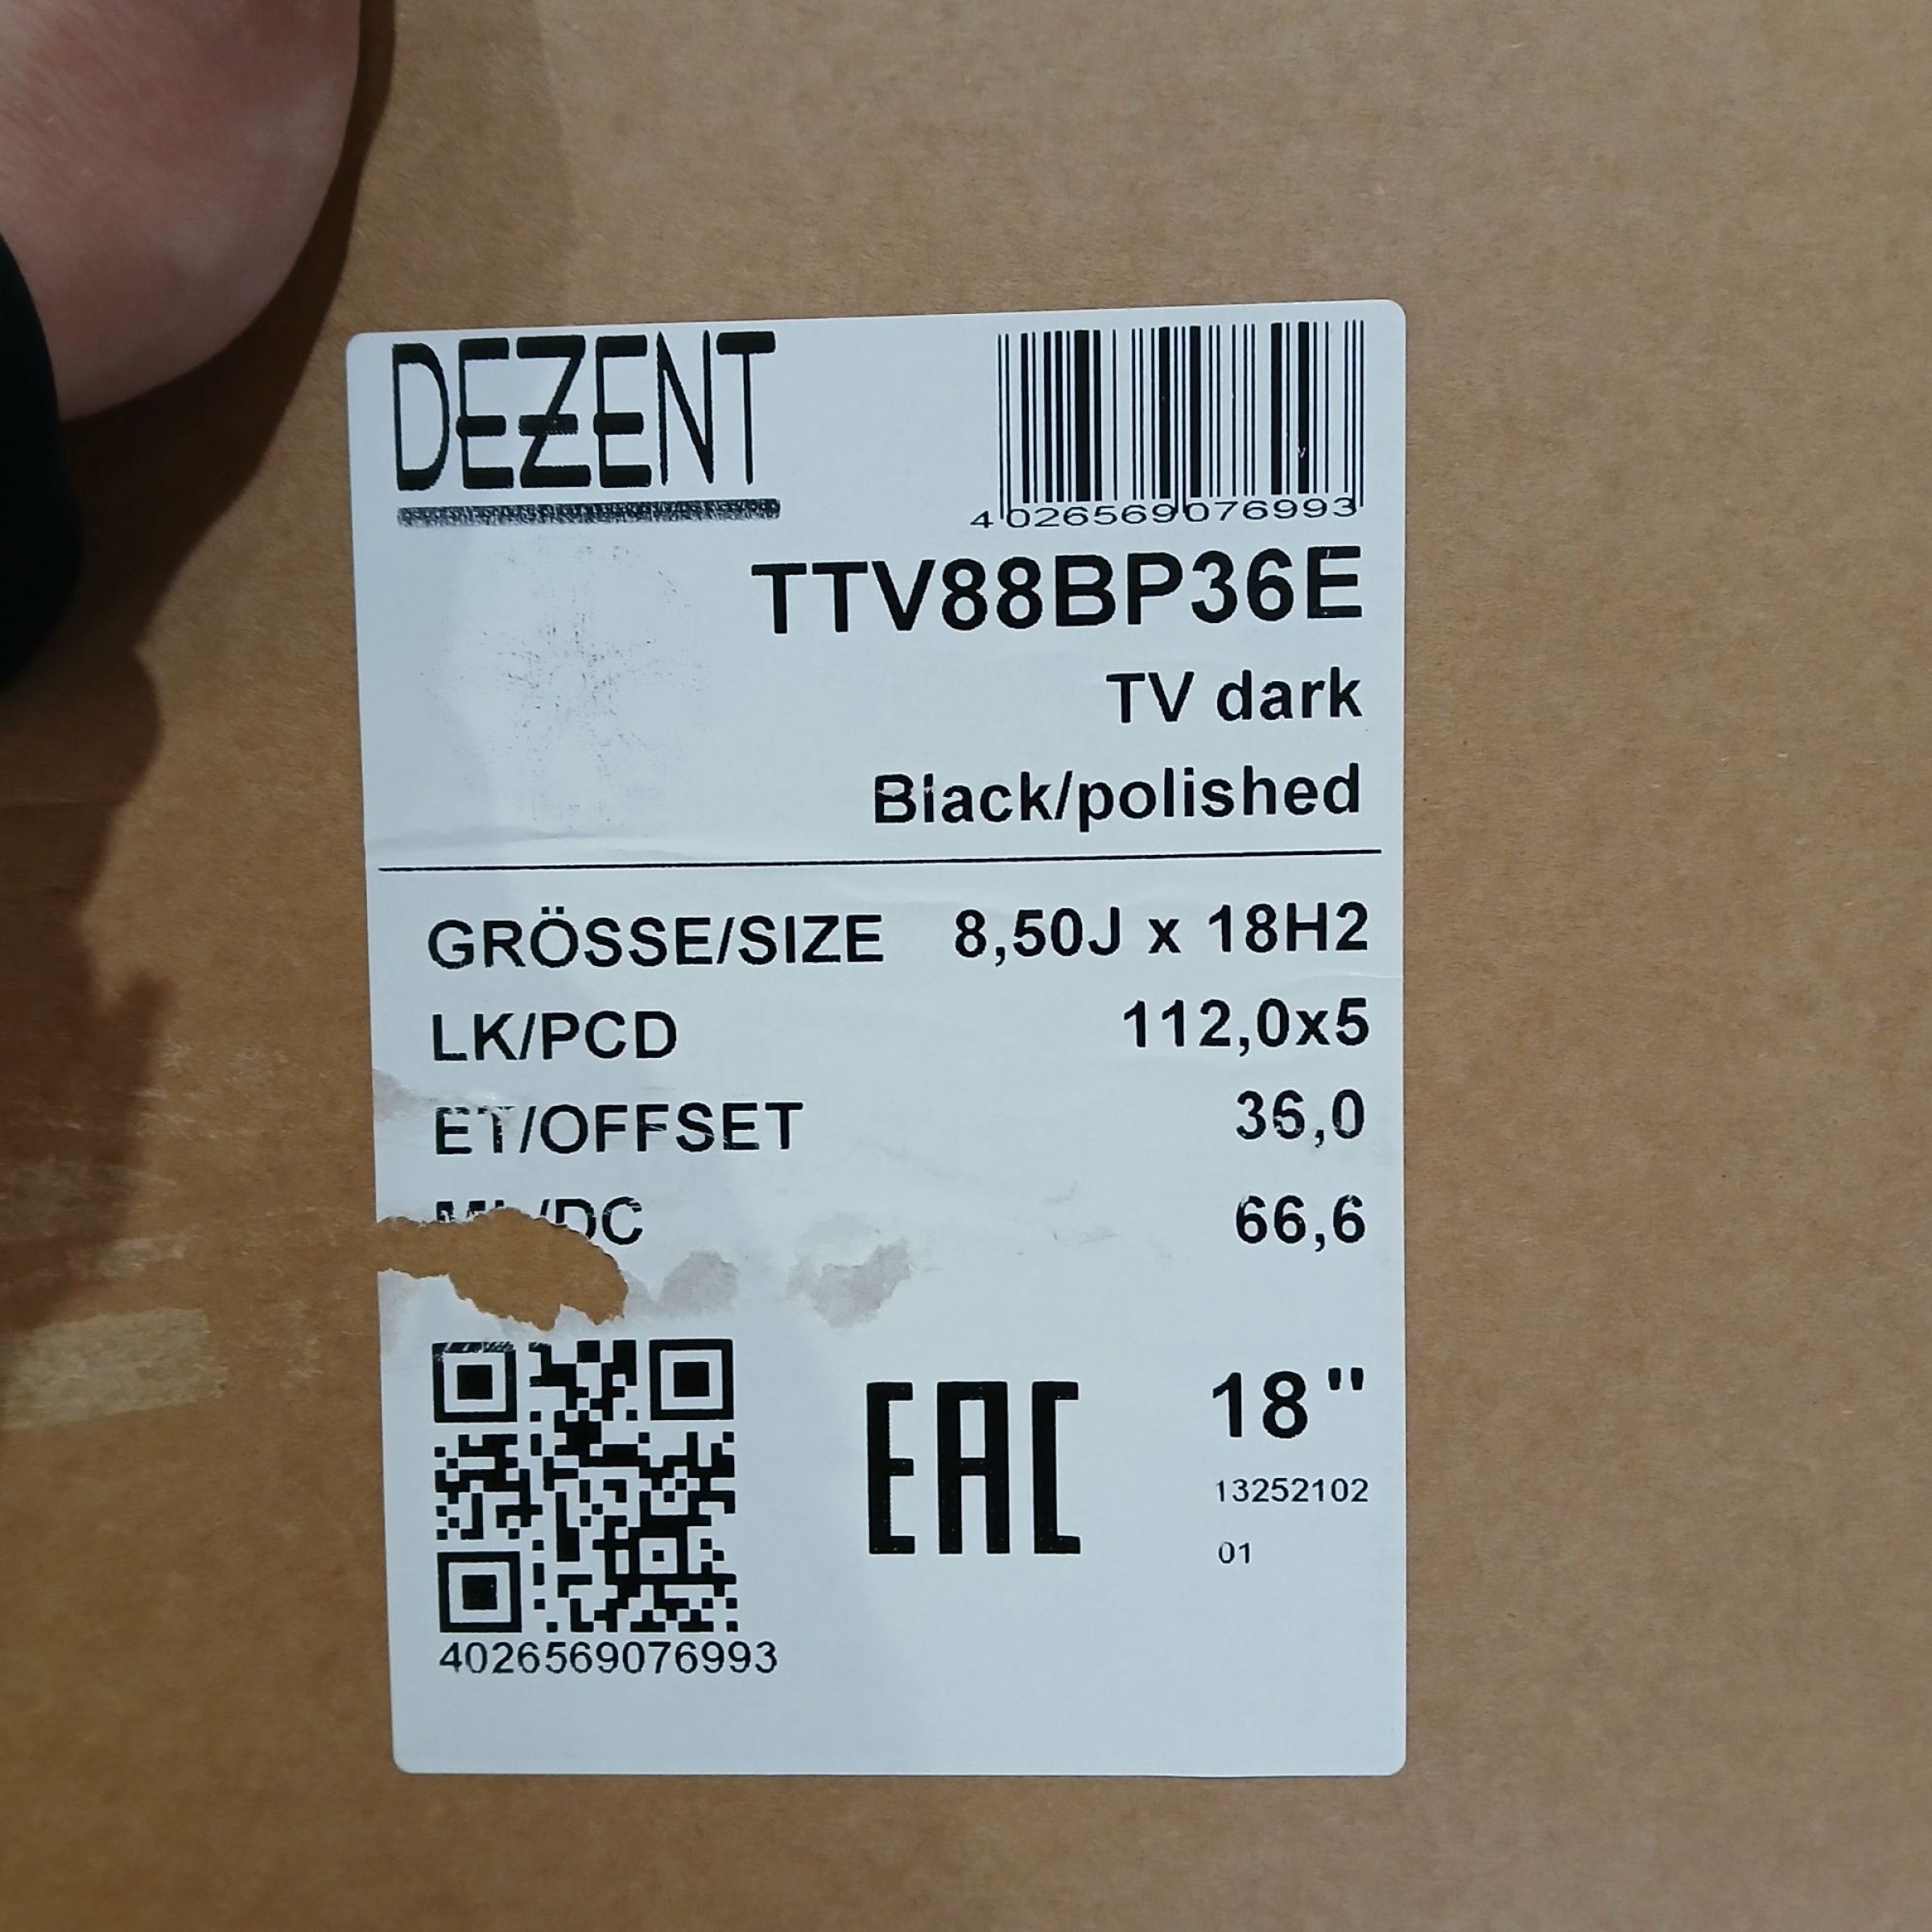 DEZENT
4026569076993
TTV88BP36E
TV dark
Black/polished
GRÖSSE/SIZE 8,50J x 18H2
LK/PCD 112,0x5
ET/OFFSET 36,0
/DC 66,6
EAC
18"
13252102
01
4026569076993